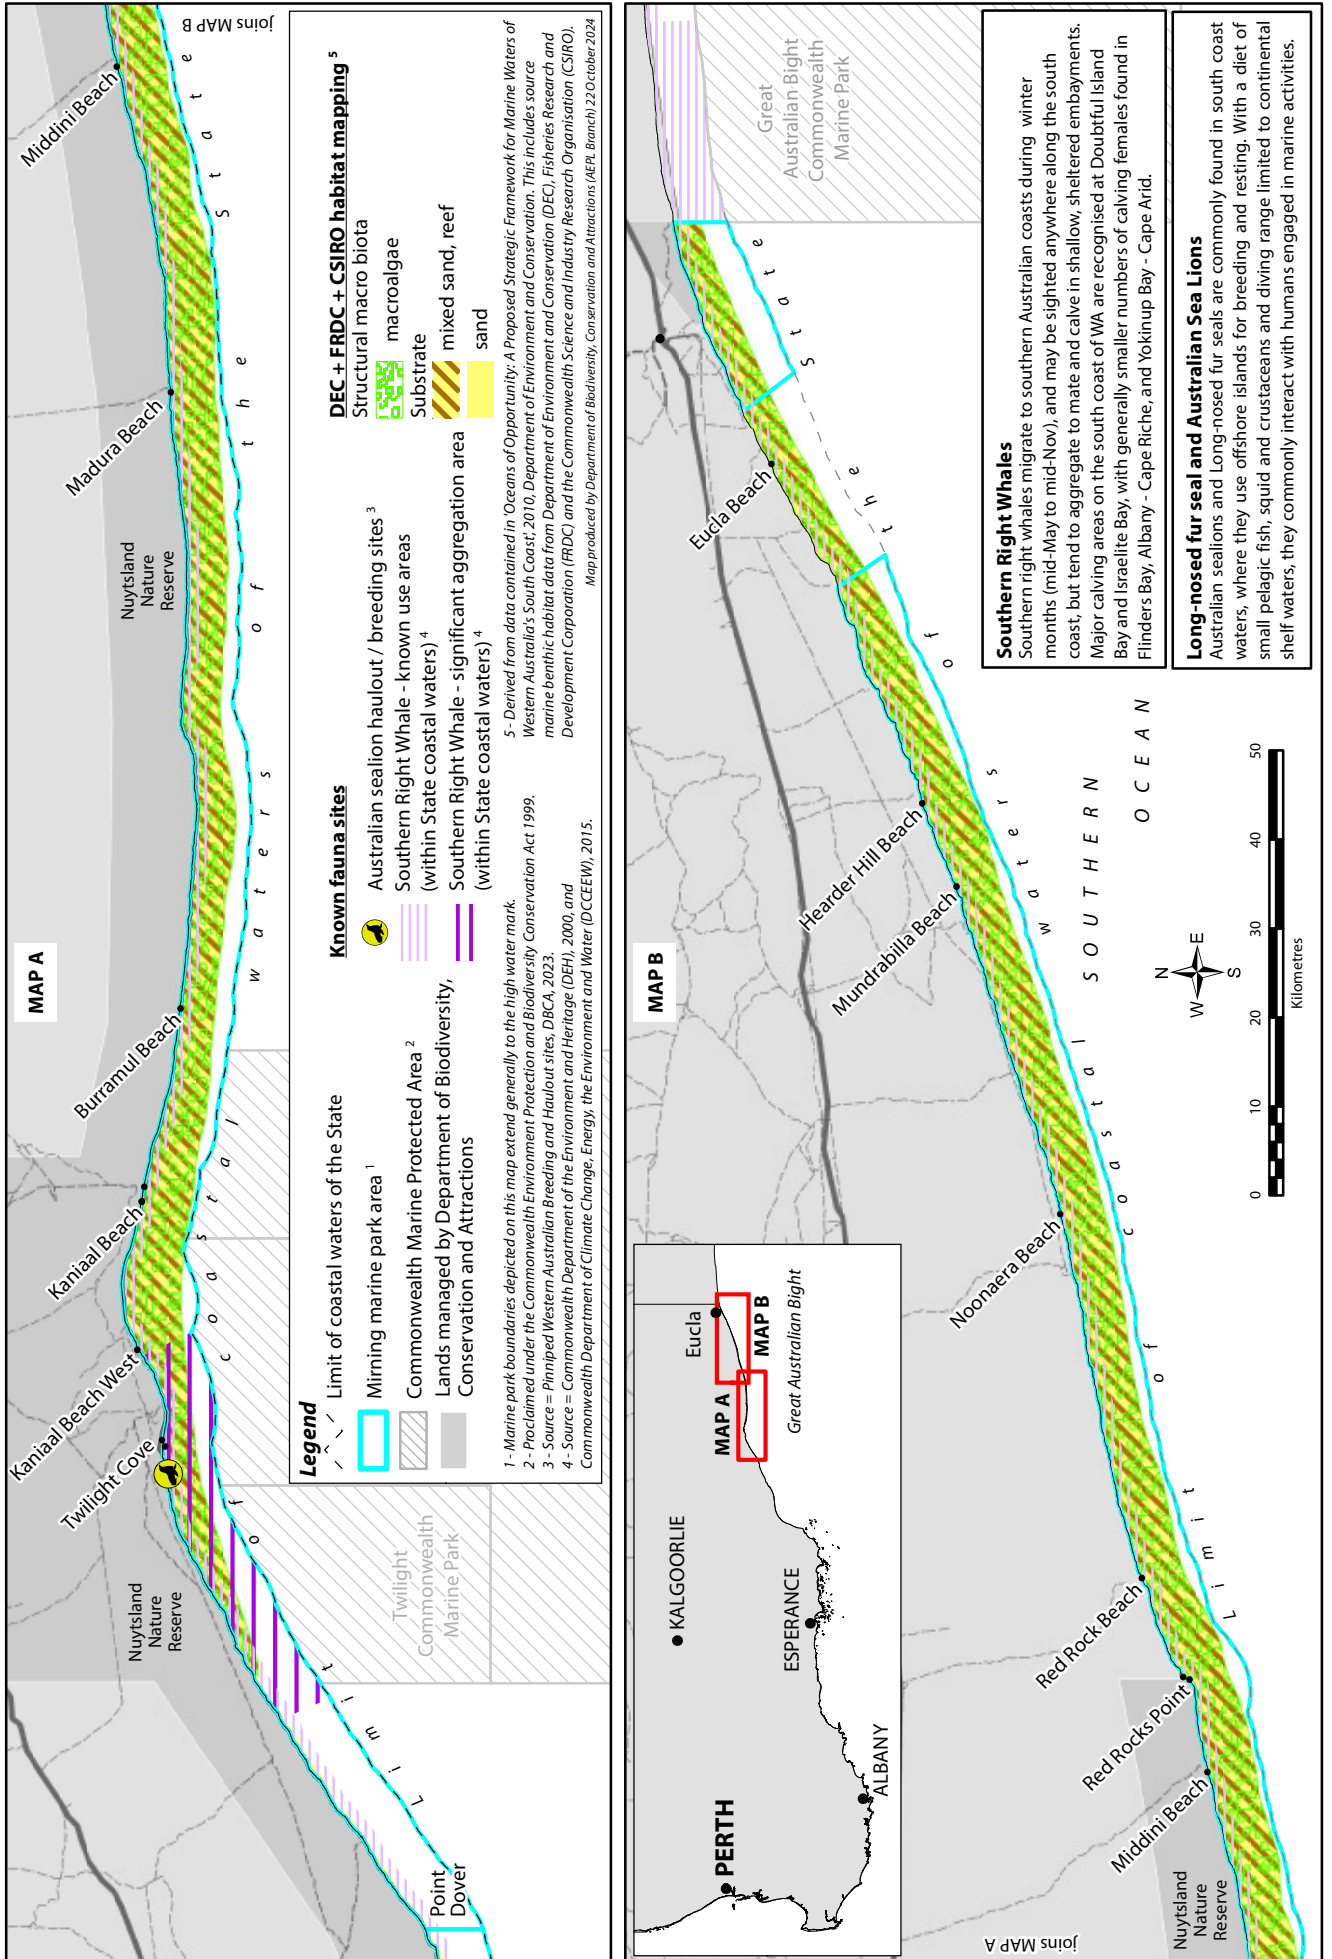 MAP A
Point
Dover
Nuytsland
Nature
Reserve
Twilight Cove
Kaniaal Beach West
Kaniaal Beach
Burramul Beach
Nuytsland
Nature
Reserve
Madura Beach
Middini Beach
joins MAP B
Limit of coastal waters of the State
Twilight
Commonwealth
Marine Park
Legend
Limit of coastal waters of the State
Mirning marine park area 1
Commonwealth Marine Protected Area 2
Lands managed by Department of Biodiversity,
Conservation and Attractions
Known fauna sites
Australian sealion haulout / breeding sites 3
Southern Right Whale - known use areas
(within State coastal waters) 4
Southern Right Whale - significant aggregation area
(within State coastal waters) 4
DEC + FRDC + CSIRO habitat mapping 5
Structural macro biota
macroalgae
Substrate
mixed sand, reef
sand
1 - Marine park boundaries depicted on this map extend generally to the high water mark.
2 - Proclaimed under the Commonwealth Environment Protection and Biodiversity Conservation Act 1999.
3 - Source = Pinniped Western Australian Breeding and Haulout sites, DBCA, 2023.
4 - Source = Commonwealth Department of the Environment and Heritage (DEH), 2000, and
Commonwealth Department of Climate Change, Energy, the Environment and Water (DCCEEW), 2015.
5 - Derived from data contained in 'Oceans of Opportunity: A Proposed Strategic Framework for Marine Waters of
Western Australia's South Coast', 2010, Department of Environment and Conservation. This includes source
marine benthic habitat data from Department of Environment and Conservation (DEC), Fisheries Research and
Development Corporation (FRDC) and the Commonwealth Science and Industry Research Organisation (CSIRO).
Map produced by Department of Biodiversity, Conservation and Attractions (AEPL Branch) 22 October 2024
MAP B
PERTH
KALGOORLIE
ESPERANCE
ALBANY
Eucla
MAP A
MAP B
Great Australian Bight
joins MAP A
Nuytsland
Nature
Reserve
Middini Beach
Red Rocks Point
Red Rock Beach
Noonaera Beach
Mundrabilla Beach
Hearder Hill Beach
Eucla Beach
Limit of coastal waters of the State
Great
Australian Bight
Commonwealth
Marine Park
SOUTHERN
OCEAN
N
W
E
S
0 10 20 30 40 50
Kilometres
Southern Right Whales
Southern right whales migrate to southern Australian coasts during winter
months (mid-May to mid-Nov), and may be sighted anywhere along the south
coast, but tend to aggregate to mate and calve in shallow, sheltered embayments.
Major calving areas on the south coast of WA are recognised at Doubtful Island
Bay and Israelite Bay, with generally smaller numbers of calving females found in
Flinders Bay, Albany - Cape Riche, and Yokinup Bay - Cape Arid.
Long-nosed fur seal and Australian Sea Lions
Australian sealions and Long-nosed fur seals are commonly found in south coast
waters, where they use offshore islands for breeding and resting. With a diet of
small pelagic fish, squid and crustaceans and diving range limited to continental
shelf waters, they commonly interact with humans engaged in marine activities.